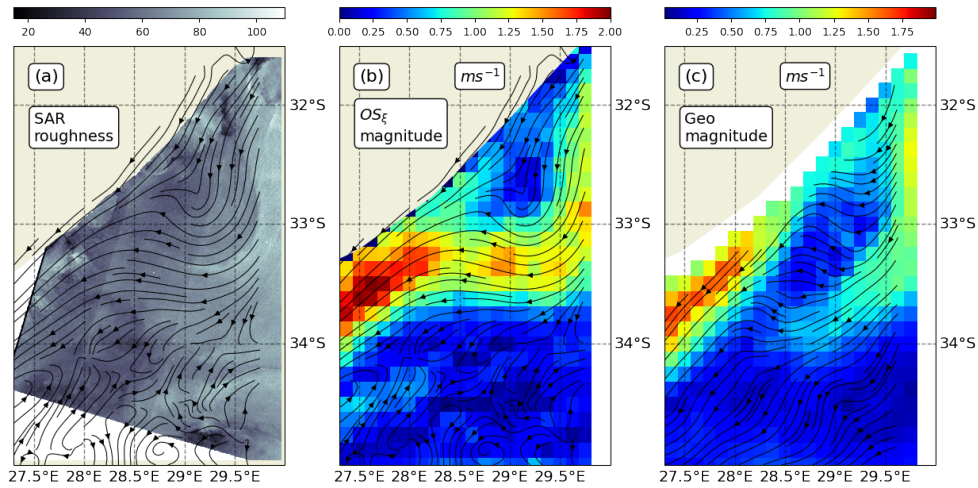 20 40 60 80 100
0.00 0.25 0.50 0.75 1.00 1.25 1.50 1.75 2.00
0.25 0.50 0.75 1.00 1.25 1.50 1.75
(a)
SAR
roughness
32°S
33°S
34°S
27.5°E 28°E 28.5°E 29°E 29.5°E
(b)
ms⁻¹
OSξ
magnitude
32°S
33°S
34°S
27.5°E 28°E 28.5°E 29°E 29.5°E
(c)
ms⁻¹
Geo
magnitude
32°S
33°S
34°S
27.5°E 28°E 28.5°E 29°E 29.5°E